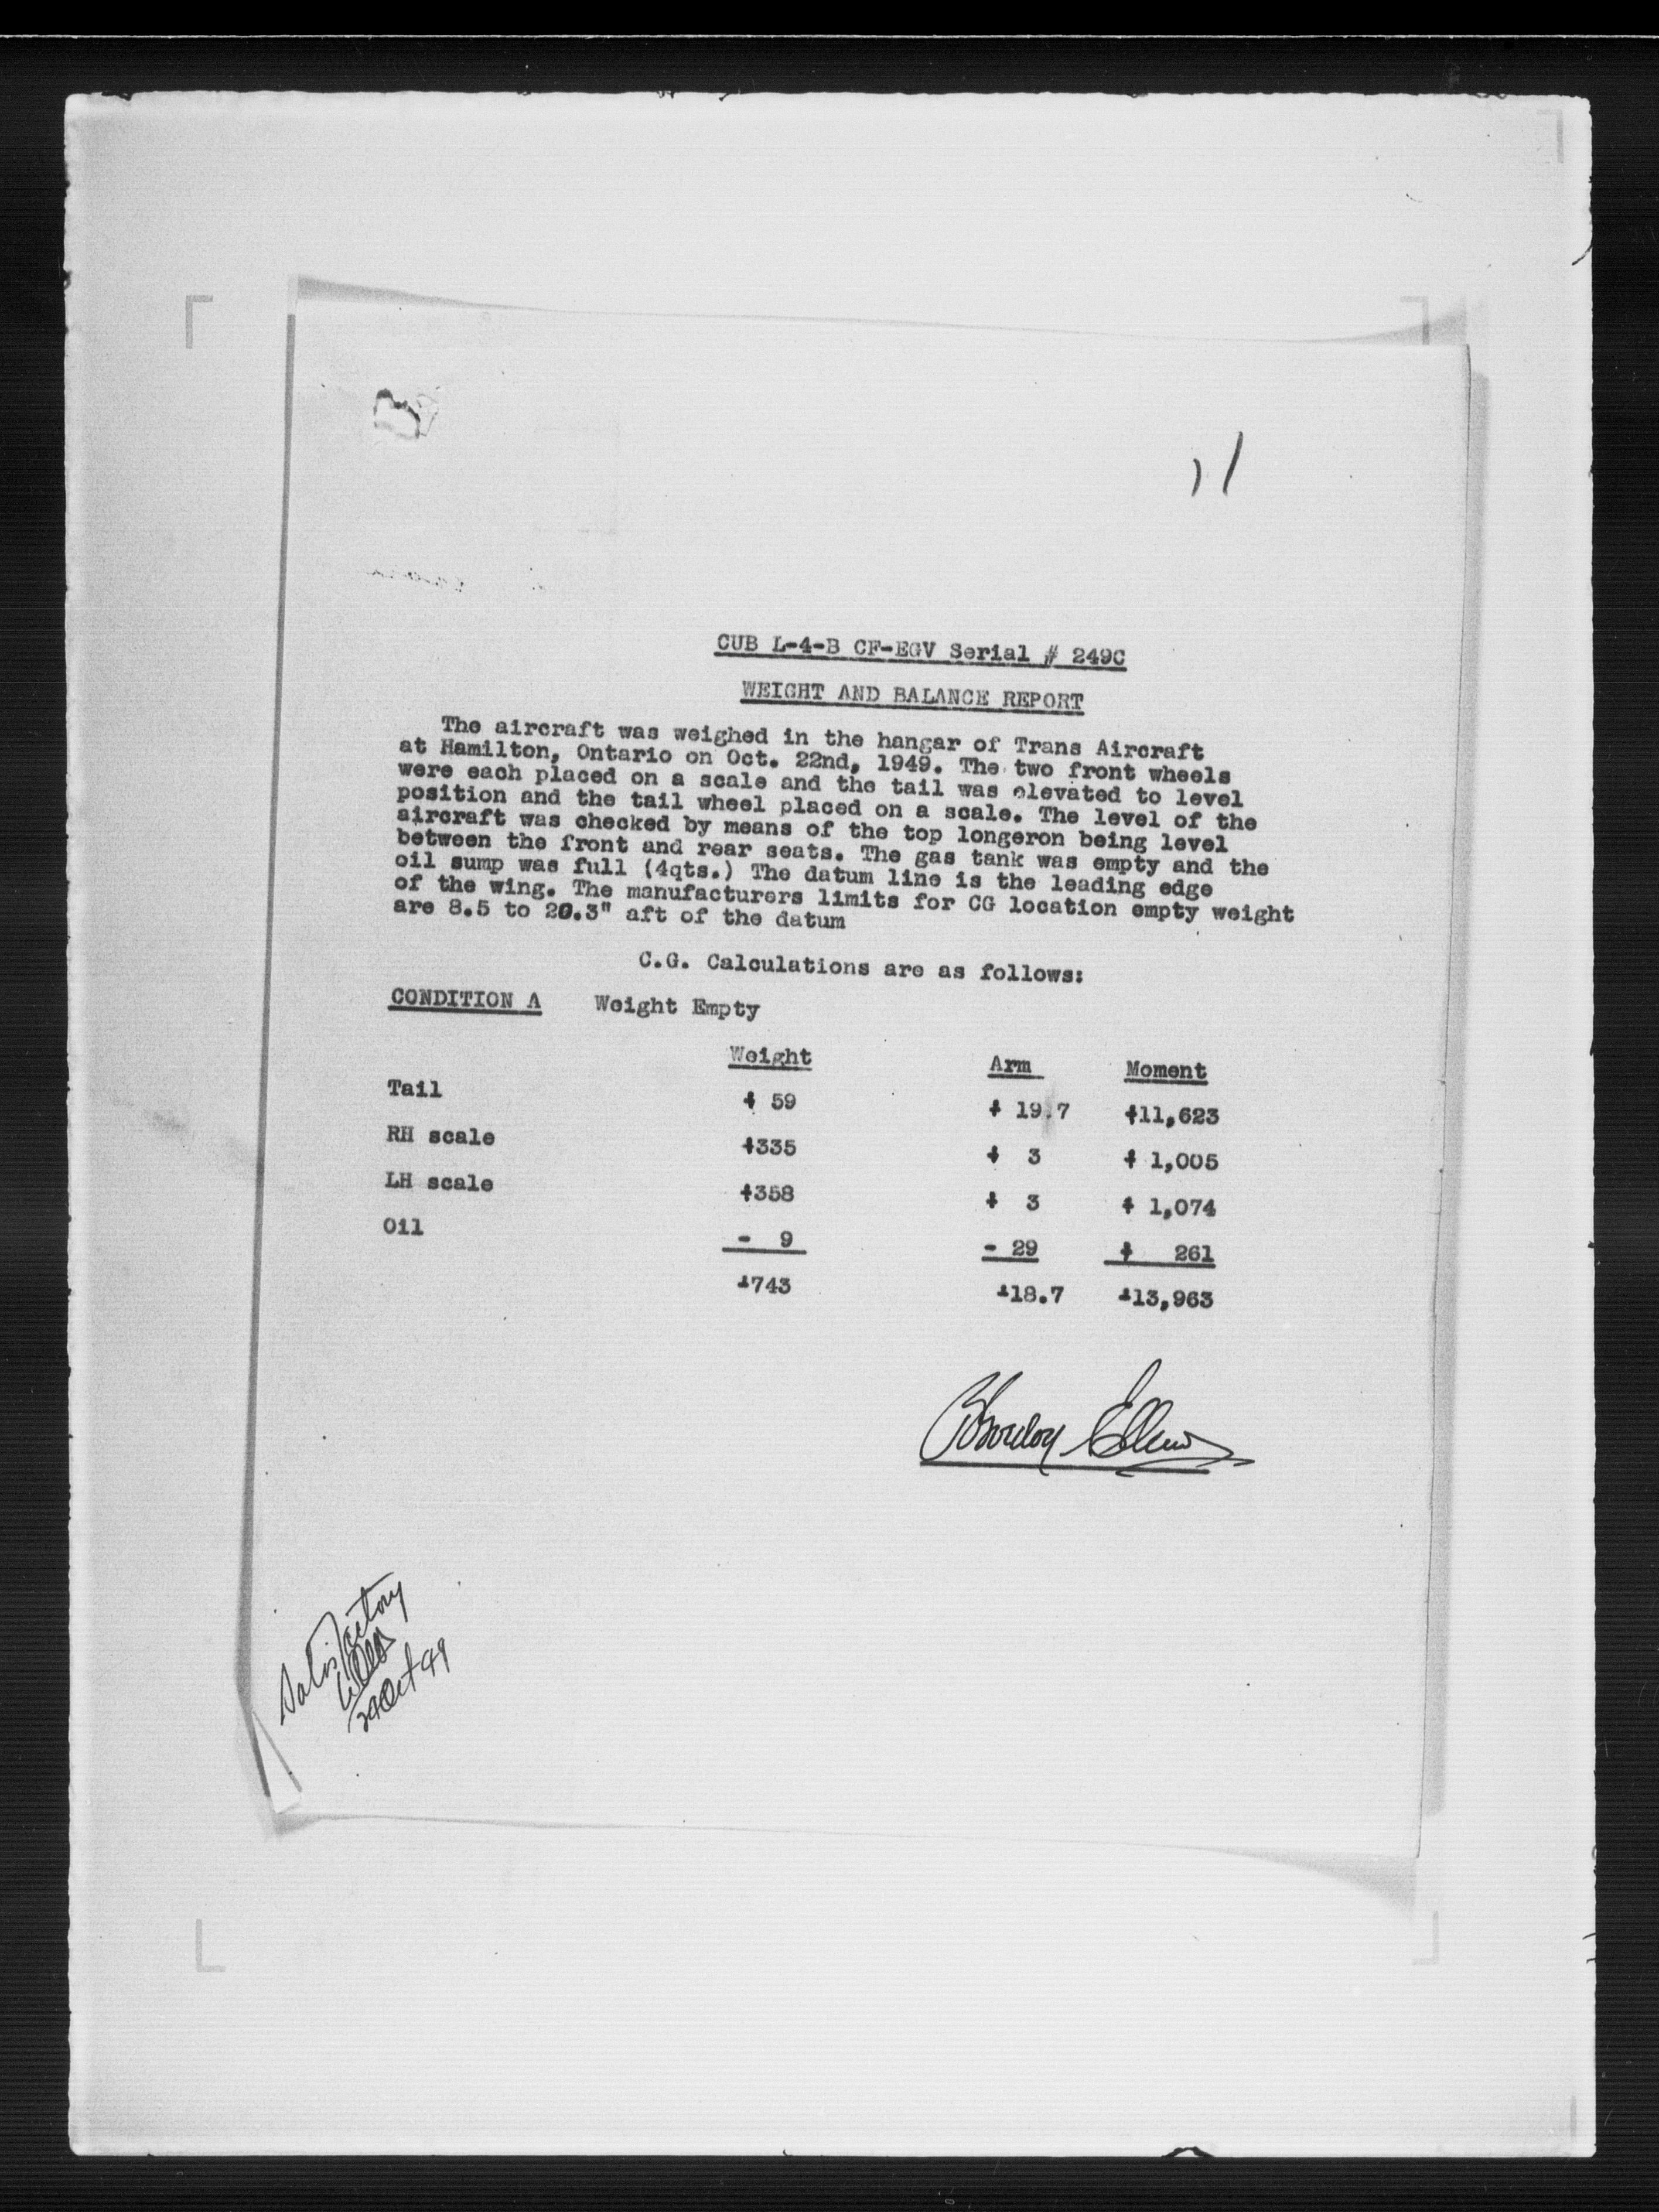 11
CUB L-4-B CF-EGV Serial # 249C
WEIGHT AND BALANCE REPORT
The aircraft was weighed in the hangar of Trans Aircraft
at Hamilton, Ontario on Oct. 22nd, 1949. The two front wheels
were each placed on a scale and the tail was elevated to level
position and the tail wheel placed on a scale. The level of the
aircraft was checked by means of the top longeron being level
between the front and rear seats. The gas tank was empty and the
oil sump was full (4qts.) The datum line is the leading edge
of the wing. The manufacturers limits for CG location empty weight
are 8.5 to 20.3" aft of the datum
C.G. Calculations are as follows:
CONDITION A Weight Empty
Weight Arm Moment
Tail + 59 + 19.7 +11,623
RH scale +335 + 3 + 1,005
LH scale +358 + 3 + 1,074
Oil - 9 - 29 + 261
+743 +18.7 +13,963
Satisfactory
24 Oct 49